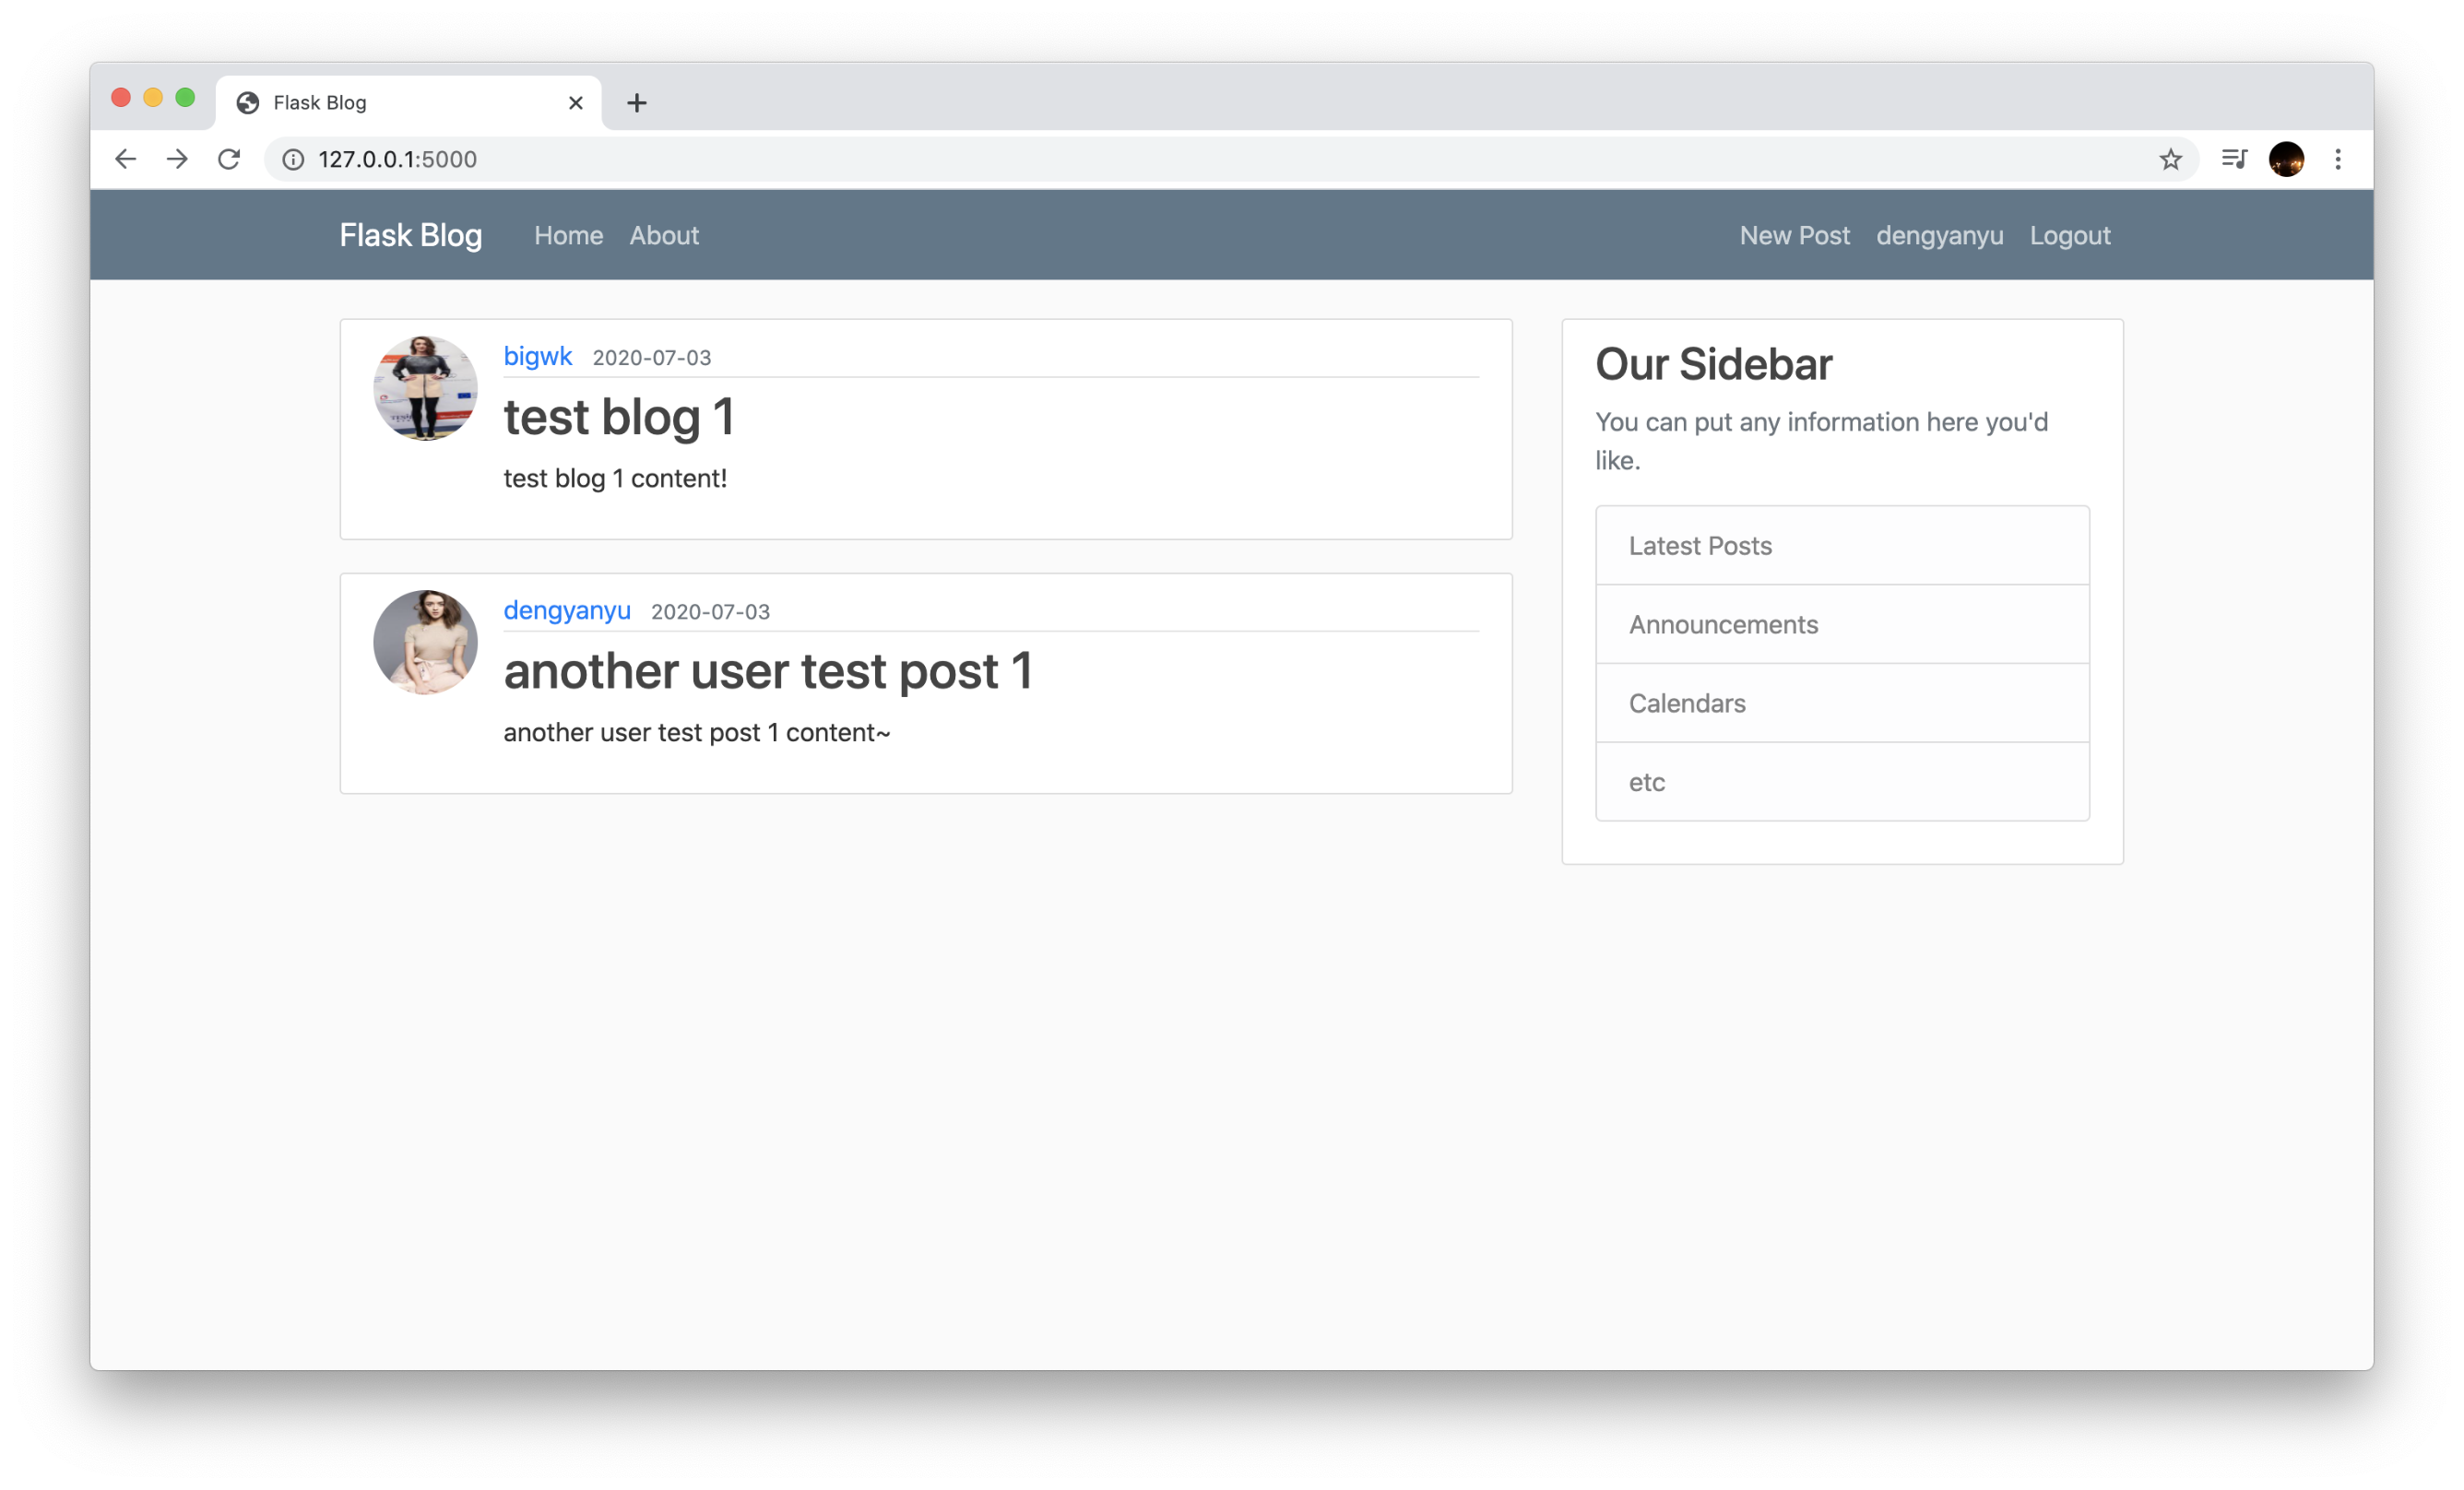 Flask Blog
127.0.0.1:5000
Flask Blog Home About New Post dengyanyu Logout
bigwk 2020-07-03
test blog 1
test blog 1 content!
dengyanyu 2020-07-03
another user test post 1
another user test post 1 content~
Our Sidebar
You can put any information here you'd
like.
Latest Posts
Announcements
Calendars
etc